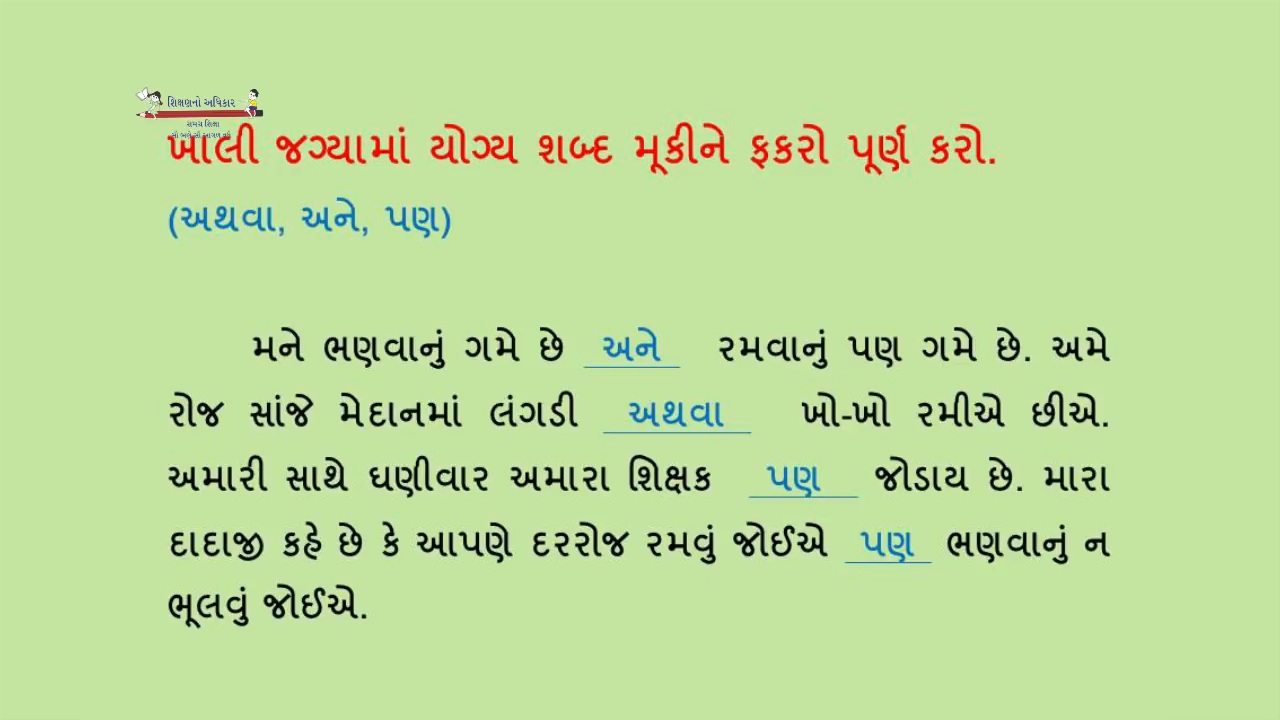 શિક્ષણનો અધિકાર
સમગ્ર શિક્ષા
ખાલી જગ્યામાં યોગ્ય શબ્દ મૂકીને ફકરો પૂર્ણ કરો.
(અથવા, અને, પણ)
મને ભણવાનું ગમે છે અને રમવાનું પણ ગમે છે. અમે
રોજ સાંજે મેદાનમાં લંગડી અથવા ખો-ખો રમીએ છીએ.
અમારી સાથે ઘણીવાર અમારા શિક્ષક પણ જોડાય છે. મારા
દાદાજી કહે છે કે આપણે દરરોજ રમવું જોઈએ પણ ભણવાનું ન
ભૂલવું જોઈએ.